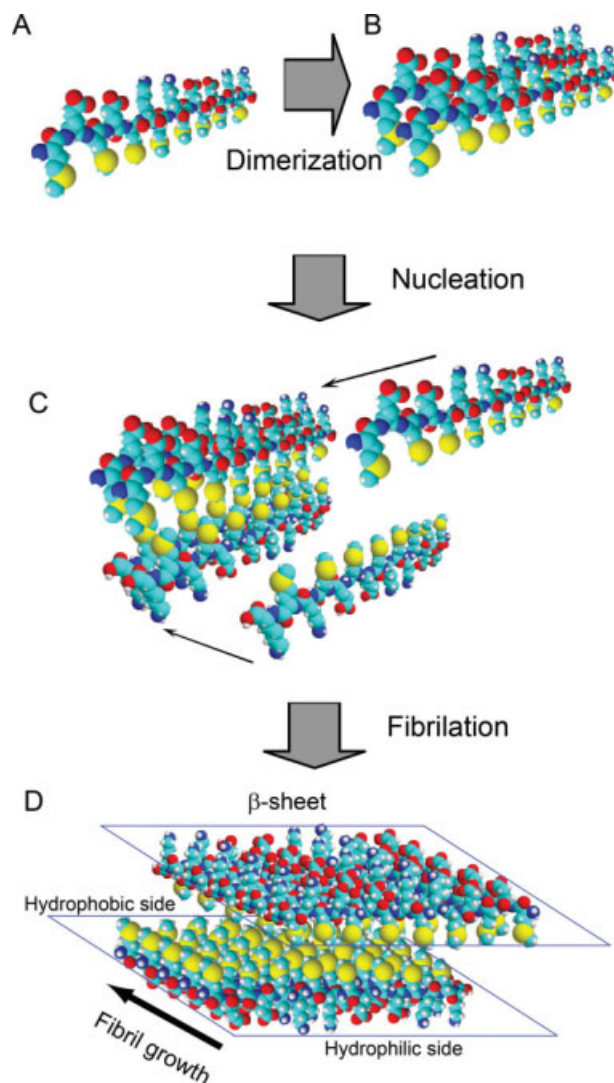 A
B
Dimerization
Nucleation
C
Fibrilation
D
β-sheet
Hydrophobic side
Fibril growth
Hydrophilic side